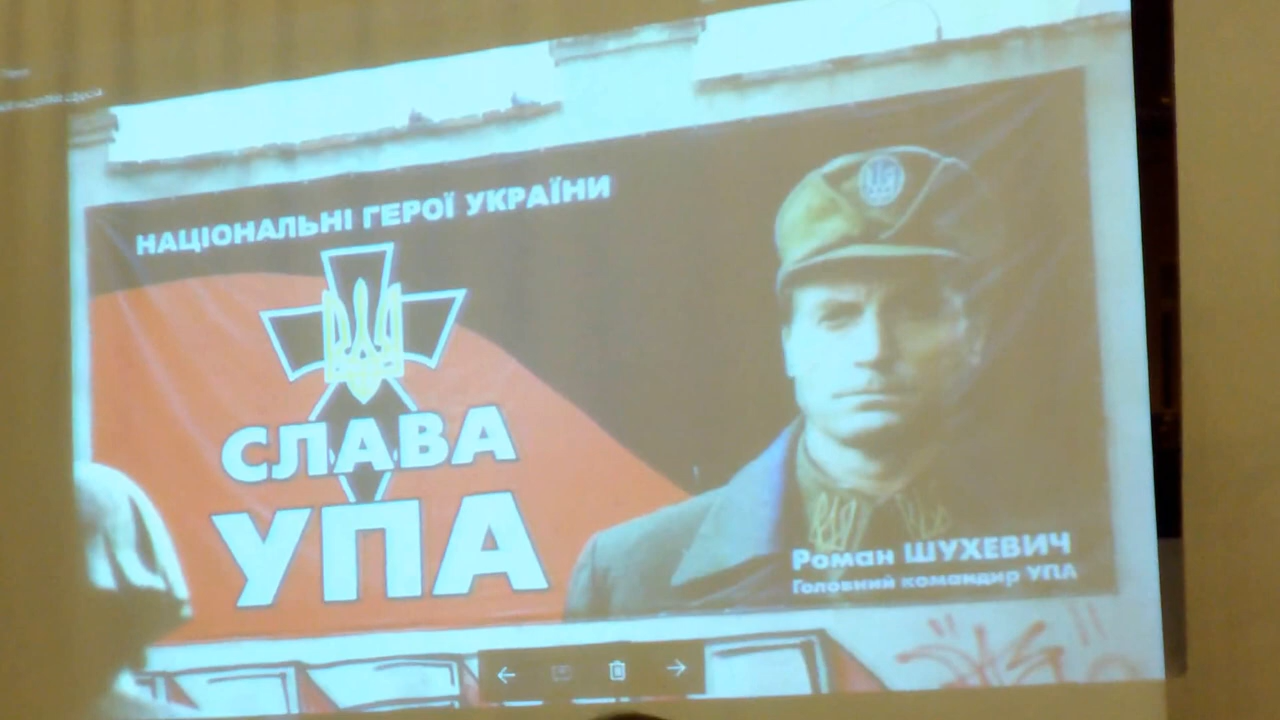 НАЦІОНАЛЬНІ ГЕРОЇ УКРАЇНИ
СЛАВА
УПА
Роман ШУХЕВИЧ
Головний командир УПА